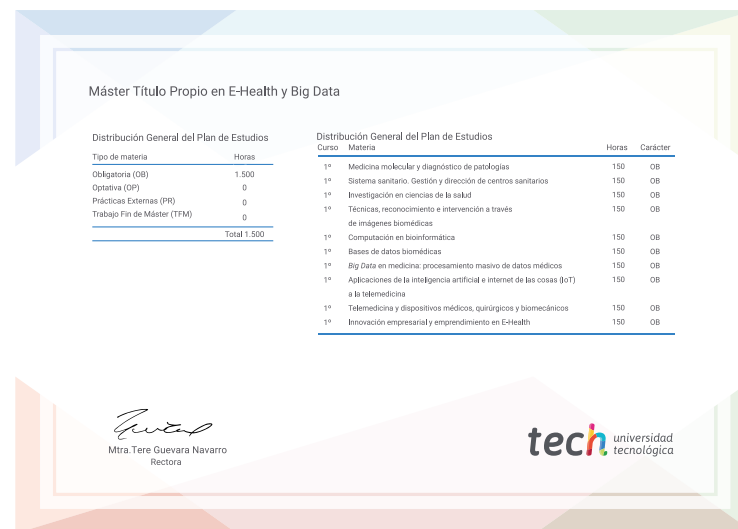 Máster Título Propio en E-Health y Big Data
Distribución General del Plan de Estudios
Tipo de materia Horas
Obligatoria (OB) 1.500
Optativa (OP) 0
Prácticas Externas (PR) 0
Trabajo Fin de Máster (TFM) 0
Total 1.500
Distribución General del Plan de Estudios
Curso Materia Horas Carácter
1º Medicina molecular y diagnóstico de patologías 150 OB
1º Sistema sanitario. Gestión y dirección de centros sanitarios 150 OB
1º Investigación en ciencias de la salud 150 OB
1º Técnicas, reconocimiento e intervención a través 150 OB
de imágenes biomédicas
1º Computación en bioinformática 150 OB
1º Bases de datos biomédicas 150 OB
1º Big Data en medicina: procesamiento masivo de datos médicos 150 OB
1º Aplicaciones de la inteligencia artificial e internet de las cosas (IoT) 150 OB
a la telemedicina
1º Telemedicina y dispositivos médicos, quirúrgicos y biomecánicos 150 OB
1º Innovación empresarial y emprendimiento en E-Health 150 OB
Mtra.Tere Guevara Navarro
Rectora
tech universidad
tecnológica